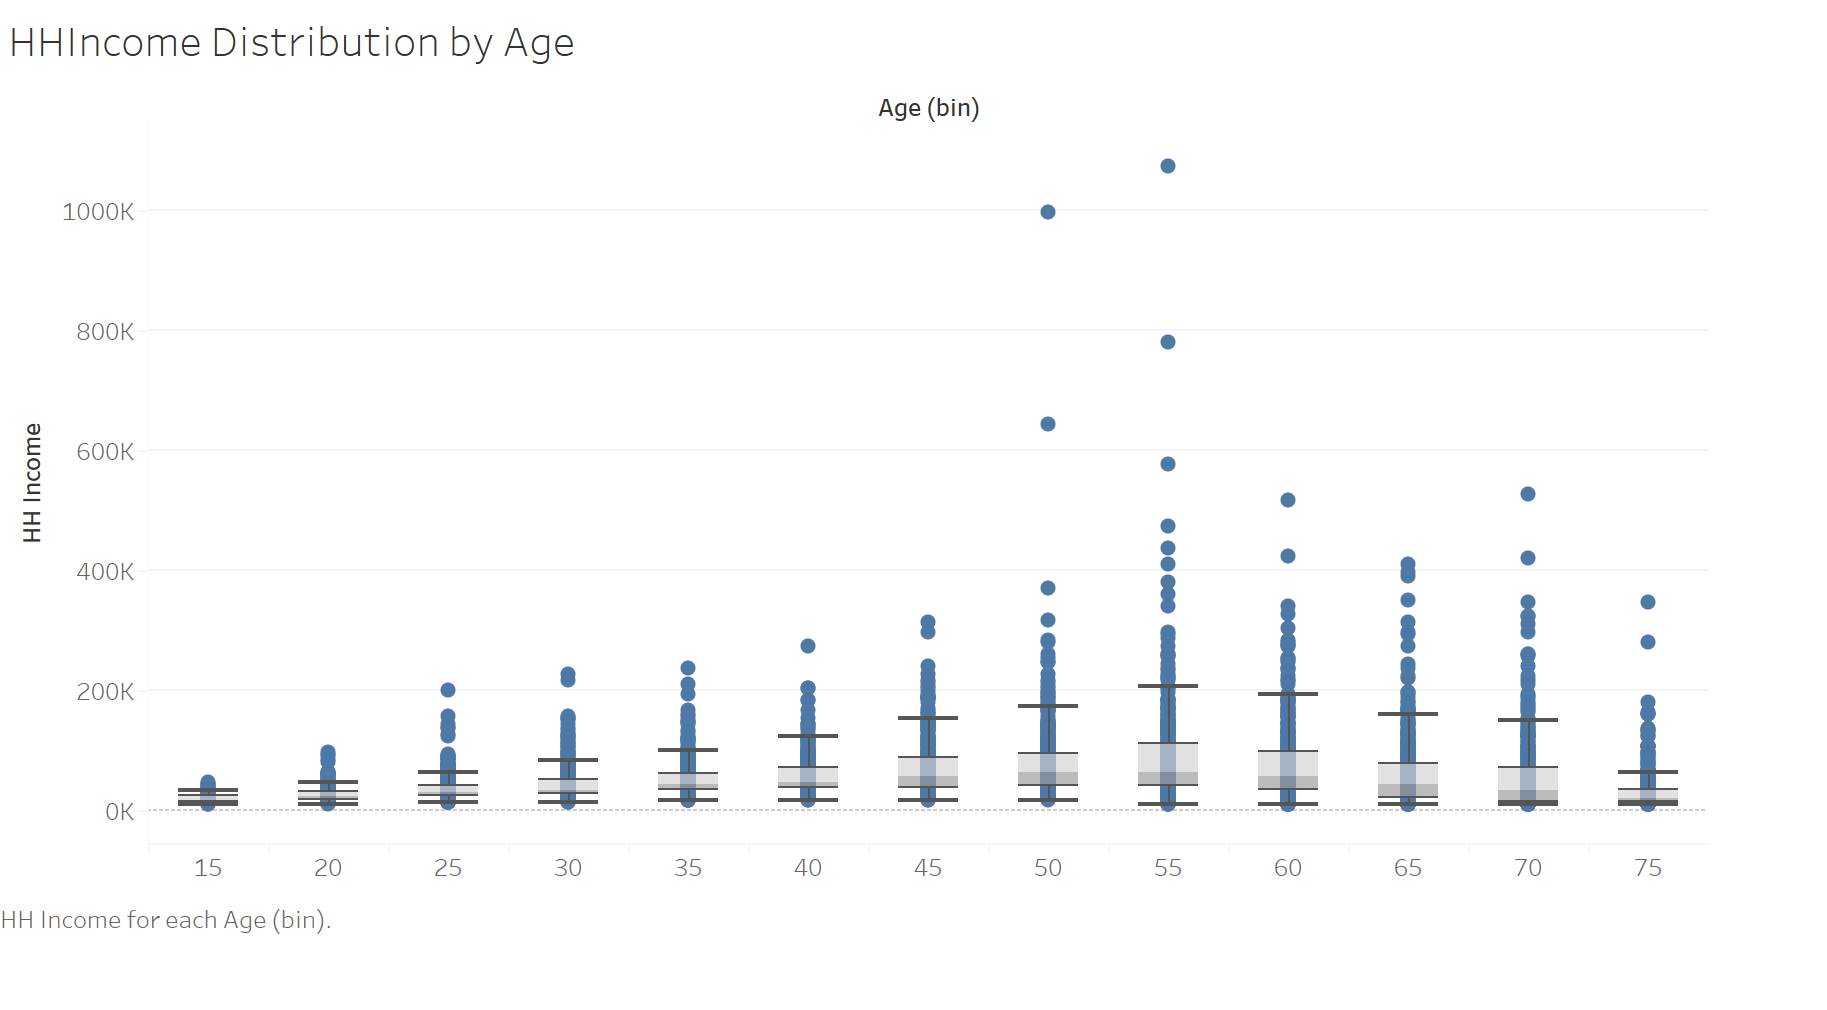 HHIncome Distribution by Age
Age (bin)
1000K
800K
600K
400K
200K
0K
HH Income
15 20 25 30 35 40 45 50 55 60 65 70 75
HH Income for each Age (bin).